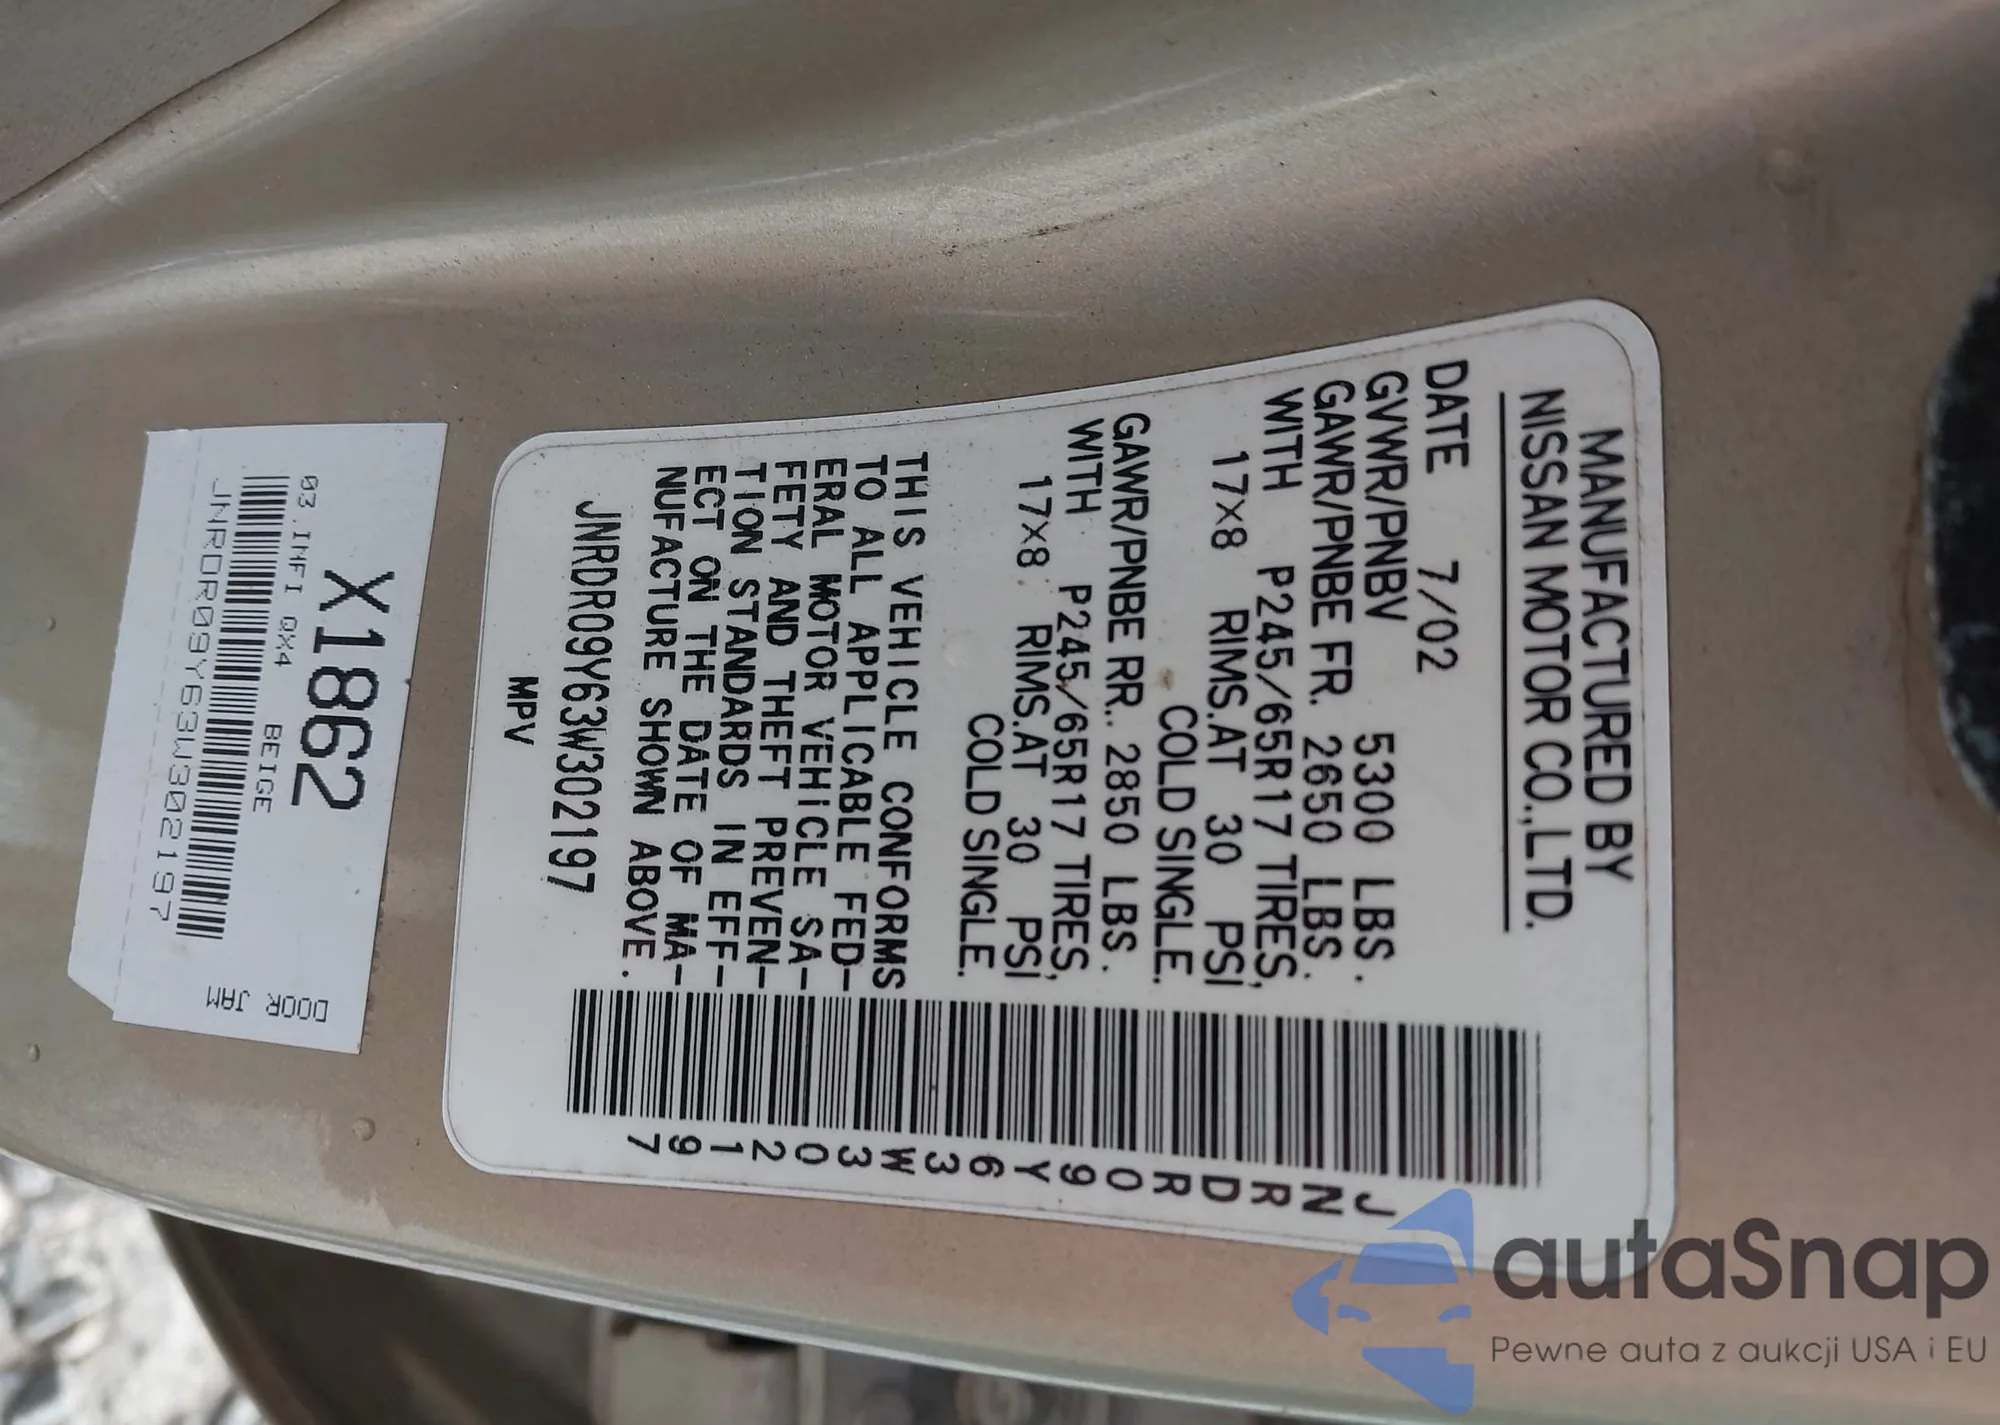 MANUFACTURED BY
NISSAN MOTOR CO.,LTD.
DATE 7/02
GVWR/PNBV 5300 LBS.
GAWR/PNBE FR. 2650 LBS.
WITH P245/65R17 TIRES,
17×8 RIMS.AT 30 PSI
COLD SINGLE.
GAWR/PNBE RR.. 2850 LBS.
WITH P245/65R17 TIRES,
17×8 RIMS.AT 30 PSI
COLD SINGLE.
THIS VEHICLE CONFORMS
TO ALL APPLICABLE FED-
ERAL MOTOR VEHICLE SA-
FETY AND THEFT PREVEN-
TION STANDARDS IN EFF-
ECT ON THE DATE OF MA-
NUFACTURE SHOWN ABOVE.
JNRDR09Y63W302197
MPV
JNRDR09Y63W302197
X1862
03.INFI QX4 BEIGE
JNRDR09Y63W302197
DOOR JAM
autaSnap
Pewne auta z aukcji USA i EU